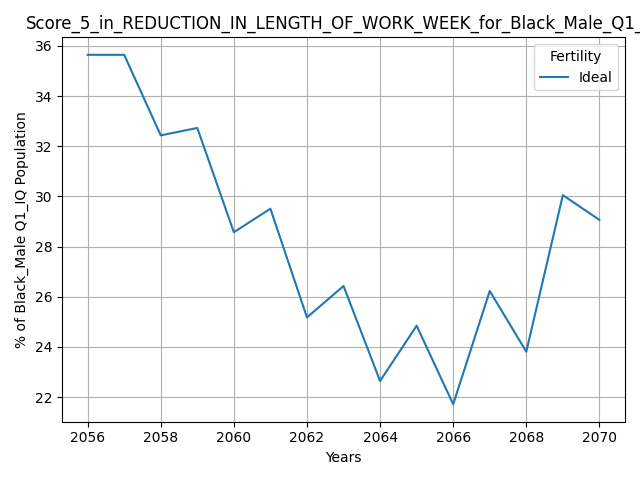 Score_5_in_REDUCTION_IN_LENGTH_OF_WORK_WEEK_for_Black_Male_Q1_
Fertility
Ideal
% of Black_Male Q1_IQ Population
36
34
32
30
28
26
24
22
2056 2058 2060 2062 2064 2066 2068 2070
Years